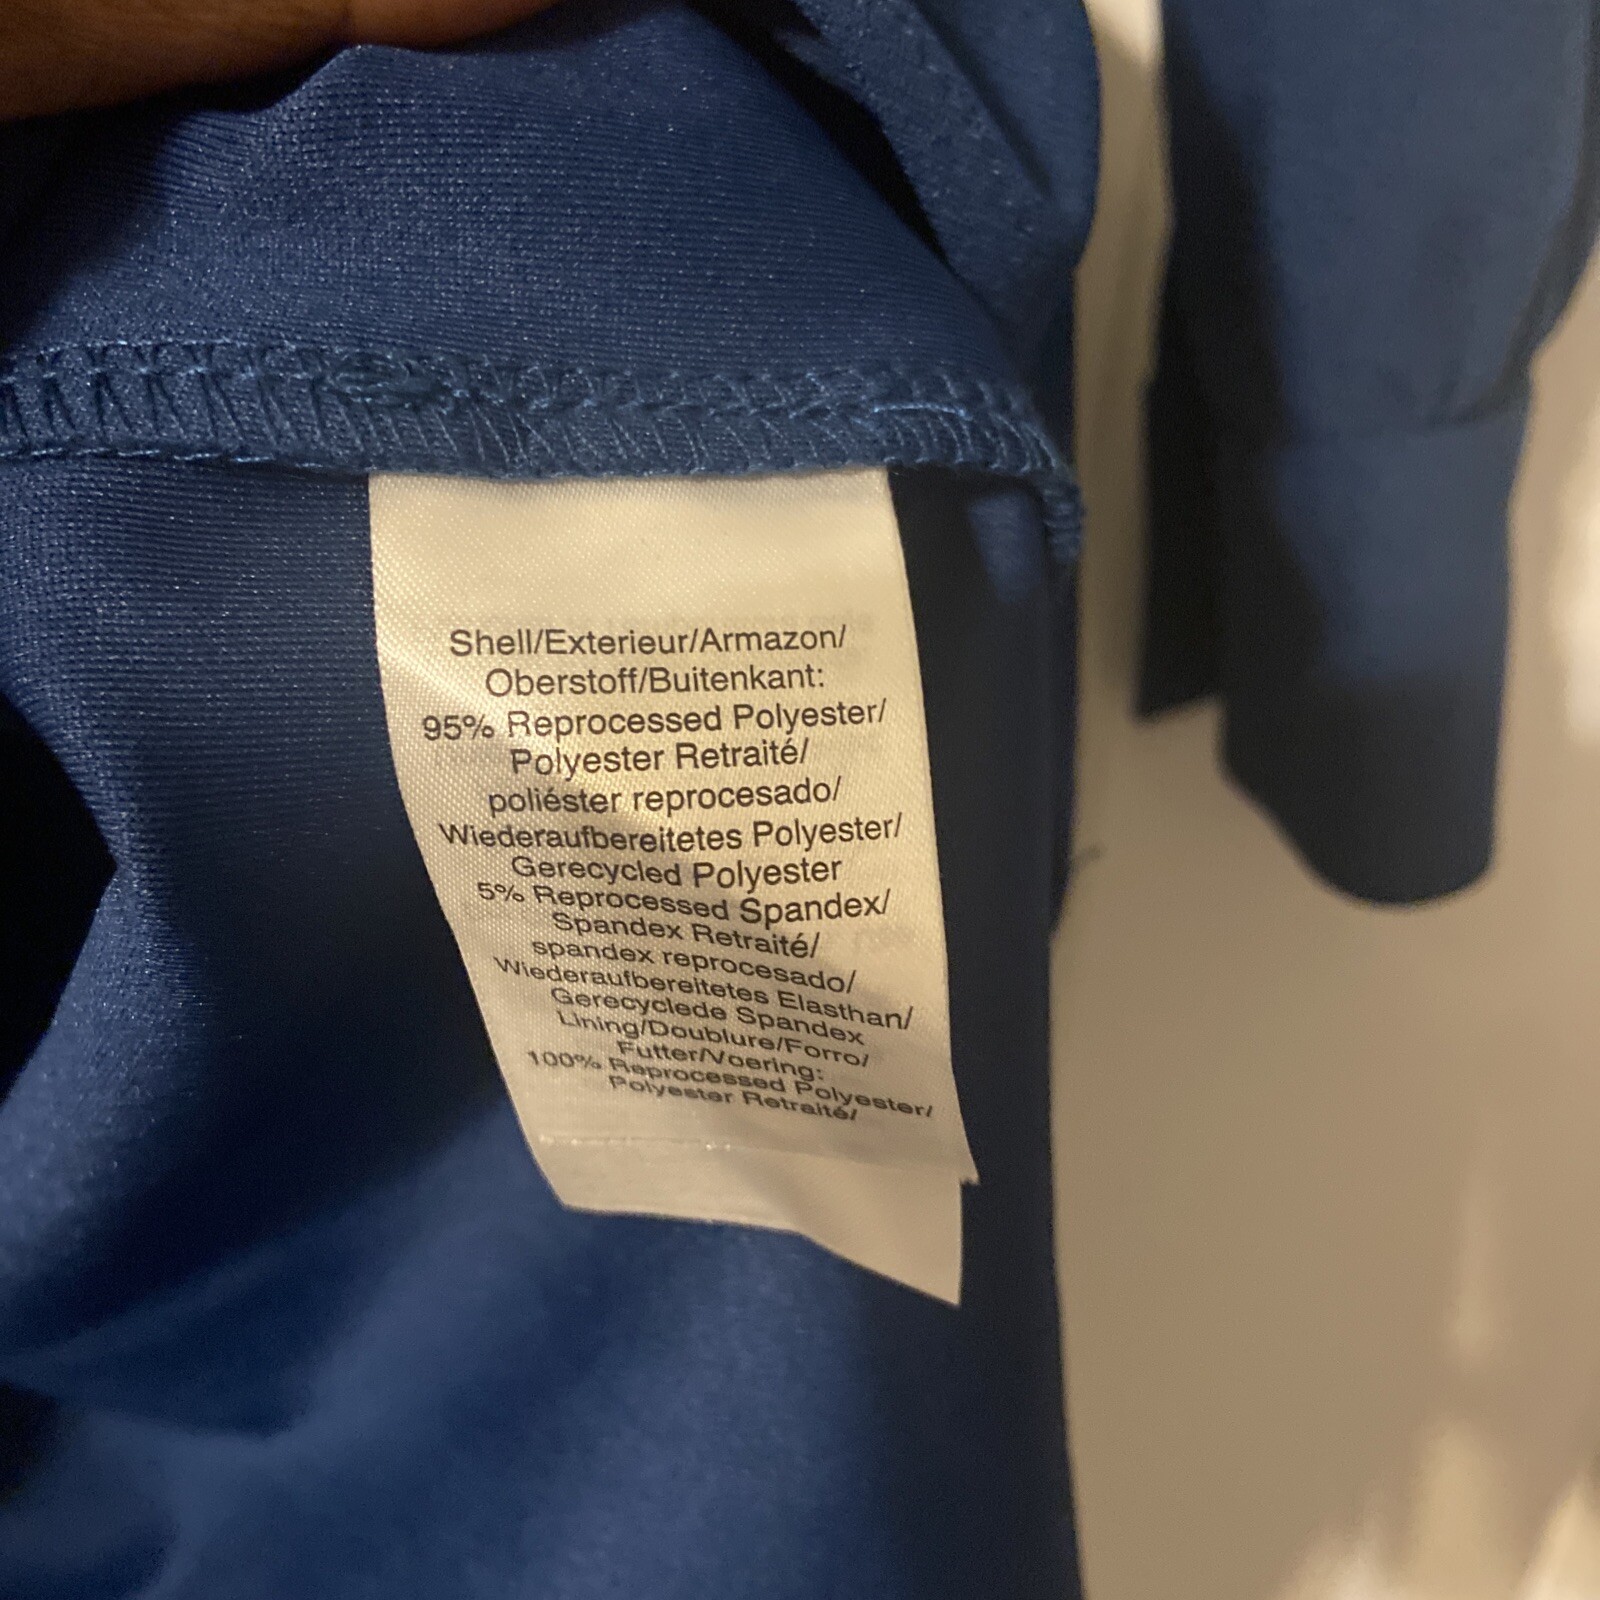 Shell/Exterieur/Armazon/
Oberstoff/Buitenkant:
95% Reprocessed Polyester/
Polyester Retraité/
poliéster reprocesado/
Wiederaufbereitetes Polyester/
Gerecycled Polyester
5% Reprocessed Spandex/
Spandex Retraité/
spandex reprocesado/
Wiederaufbereitetes Elasthan/
Gerecyclede Spandex
Lining/Doublure/Forro/
Futter/Voering:
100% Reprocessed Polyester/
Polyester Retraité/